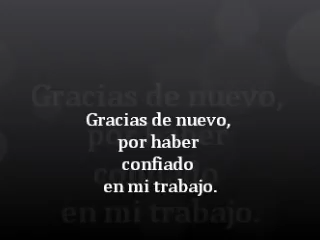 Gracias de nuevo,
por haber
confiado
en mi trabajo.